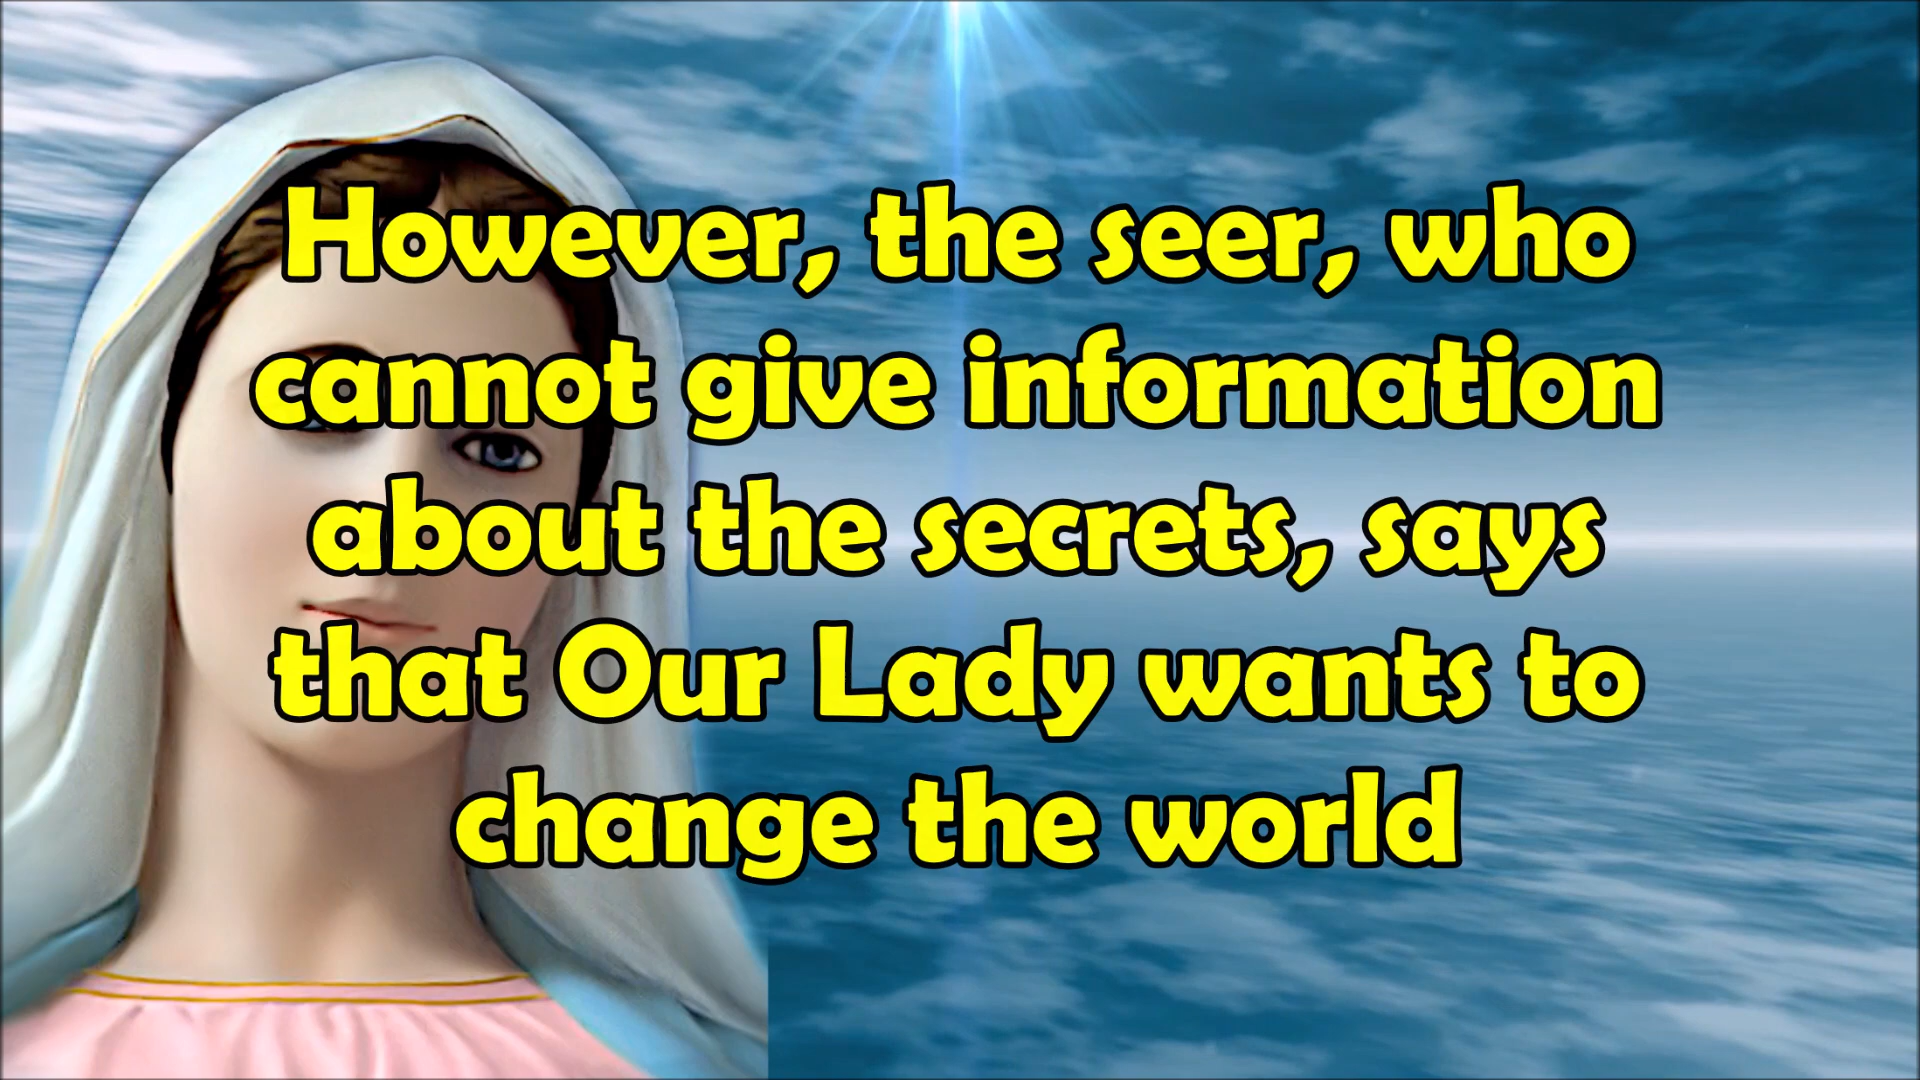 However, the seer, who
cannot give information
about the secrets, says
that Our Lady wants to
change the world